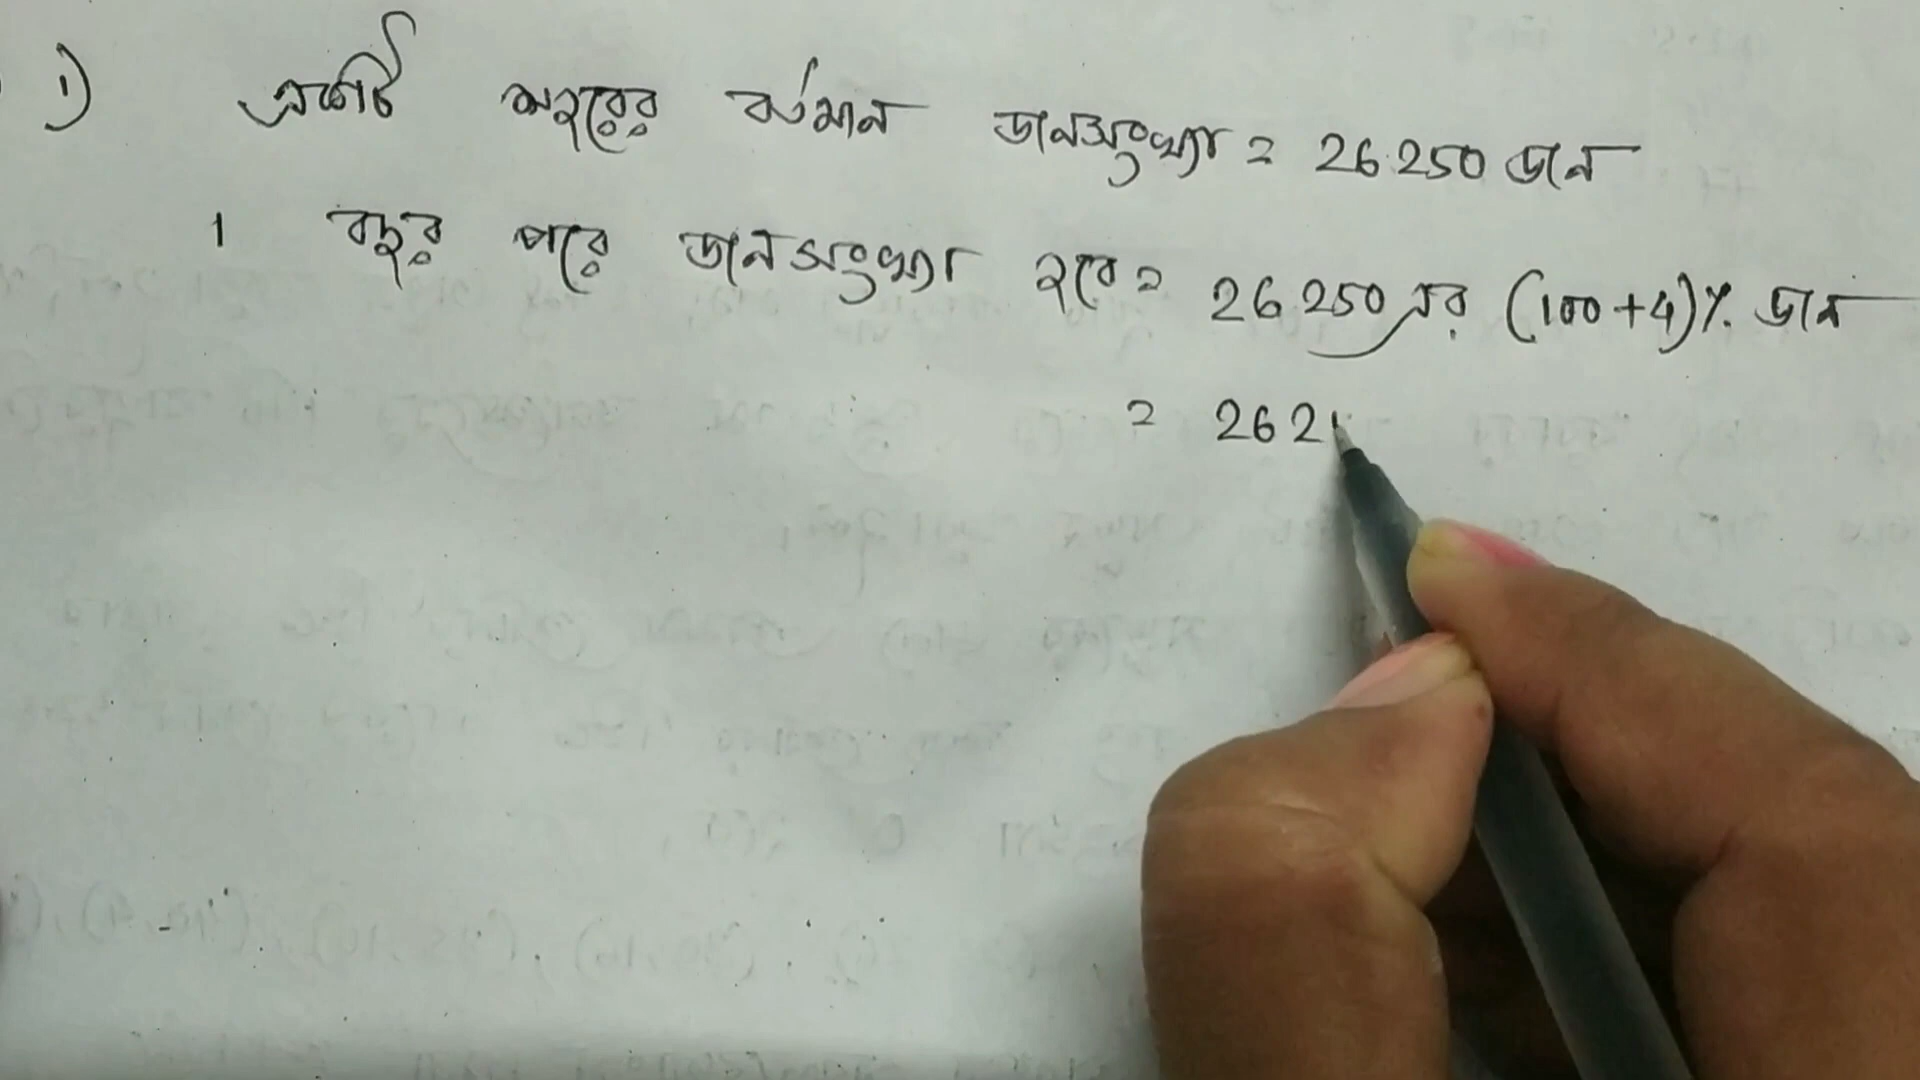 1) একটি শহরের বর্তমান জনসংখ্যা = 26250 জন
1 বছর পরে জনসংখ্যা হবে = 26250 এর (100+4)% জন
= 262